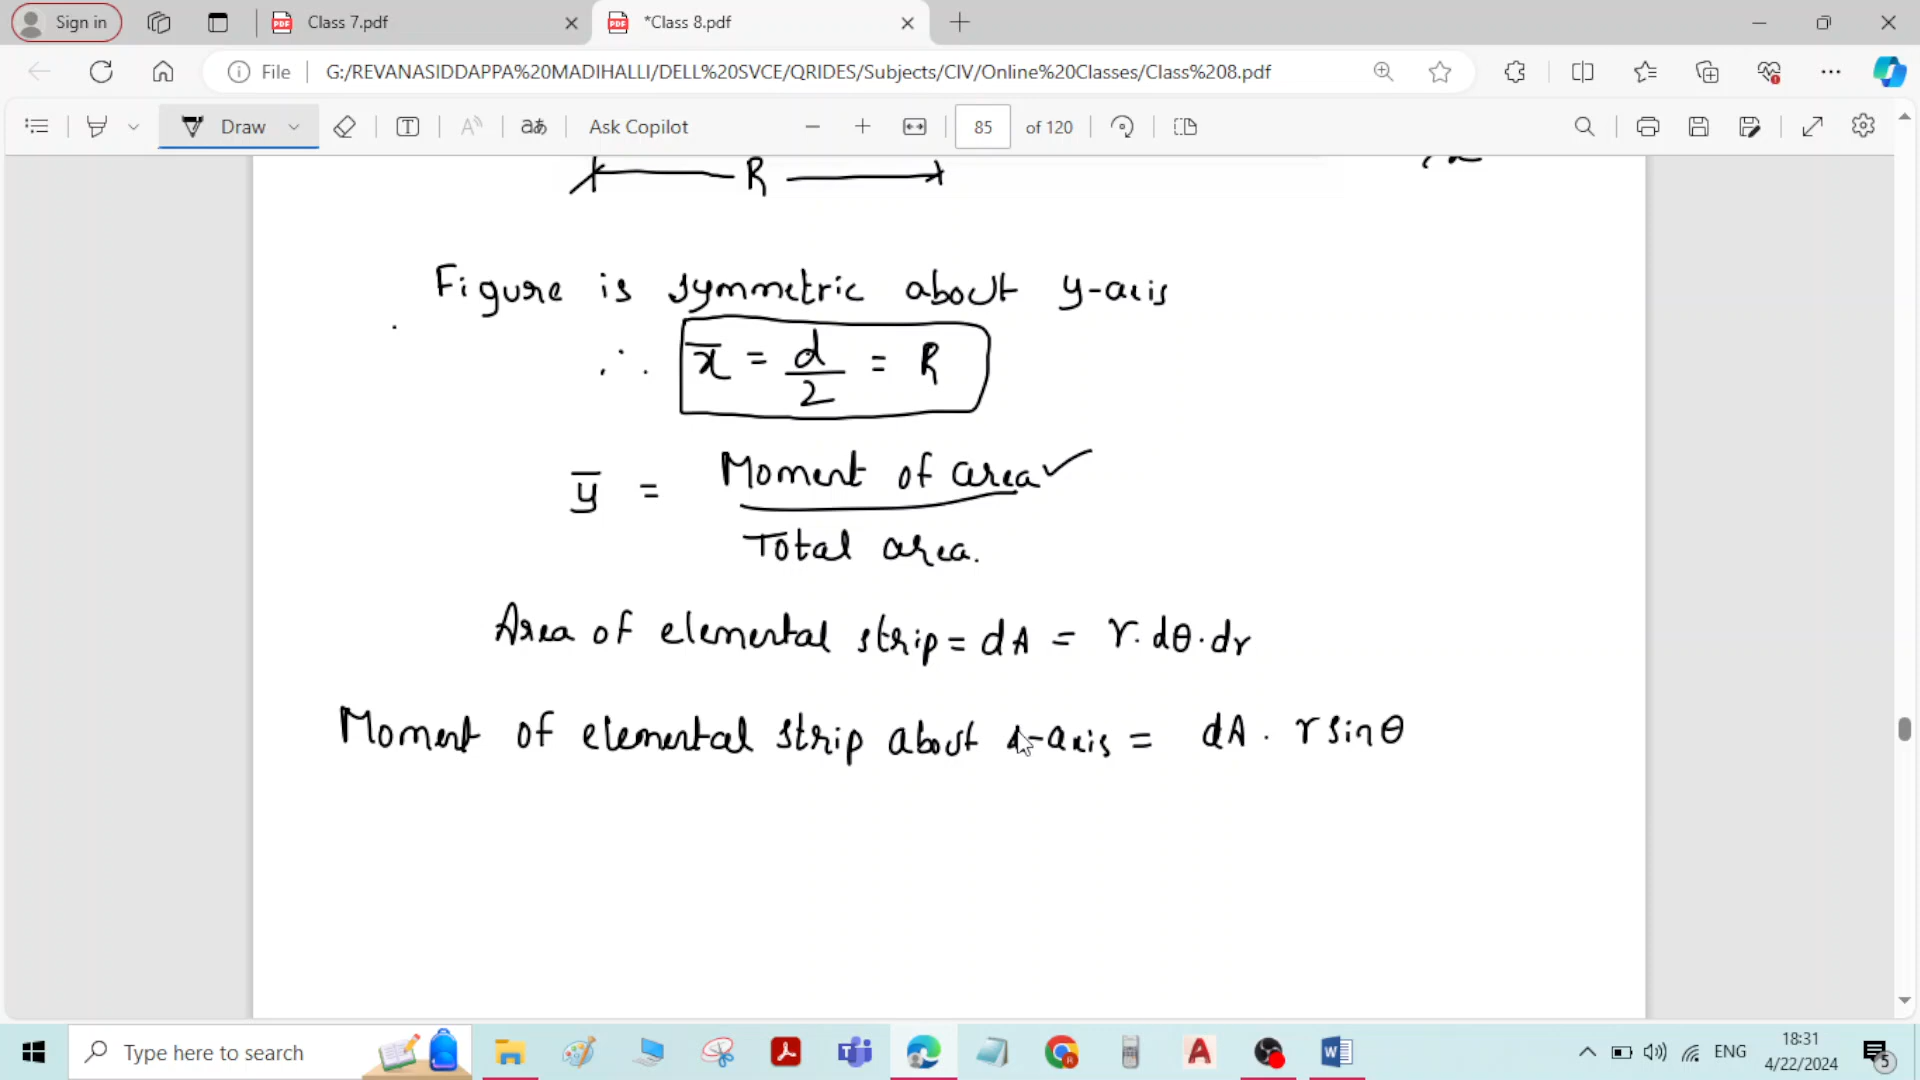 Sign in
Class 7.pdf
*Class 8.pdf
File
G:/REVANASIDDAPPA%20MADIHALLI/DELL%20SVCE/QRIDES/Subjects/CIV/Online%20Classes/Class%208.pdf
Draw
Ask Copilot
85 of 120
R
Figure is symmetric about y-axis
∴ x̄ = d/2 = R
ȳ = Moment of area ✓
Total area.
Area of elemental strip = dA = r.dθ.dr
Moment of elemental strip about x-axis = dA . r sinθ
Type here to search
ENG
18:31
4/22/2024
5